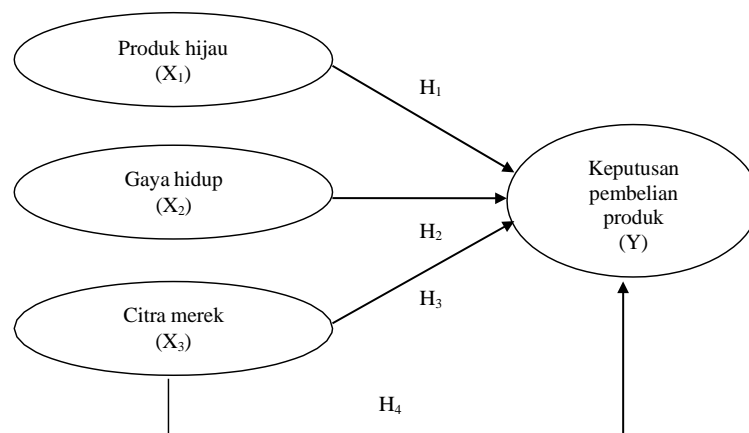 Produk hijau
(X₁)
H₁
Gaya hidup
(X₂)
Keputusan
pembelian
produk
(Y)
H₂
Citra merek
(X₃)
H₃
H₄